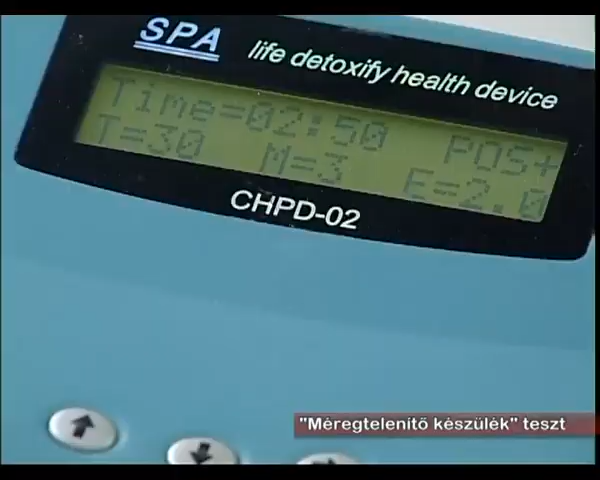 SPA
life detoxify health device
Time=02:50 POS+
T=30 M=3 E=2.0
CHPD-02
"Méregtelenítő készülék" teszt